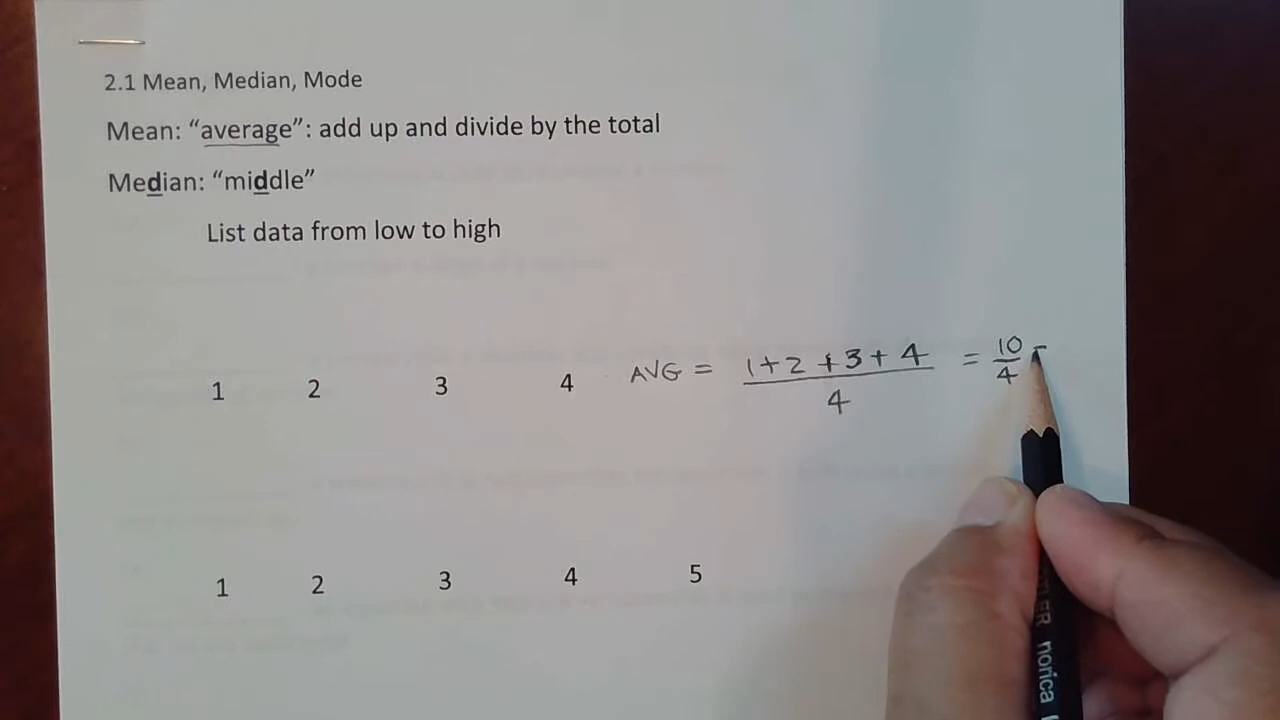 2.1 Mean, Median, Mode
Mean: “average”: add up and divide by the total
Median: “middle”
List data from low to high
1 2 3 4 AVG = 1+2+3+4 = 10
4 4
1 2 3 4 5
norica